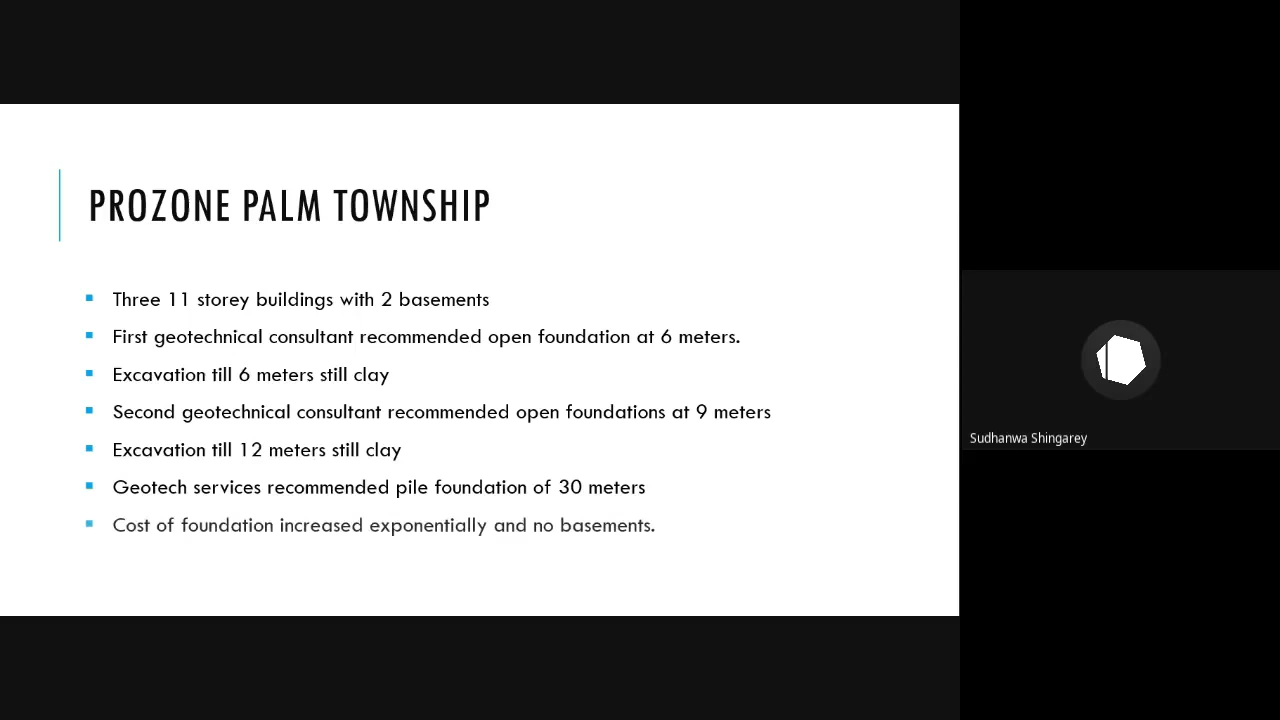 PROZONE PALM TOWNSHIP
Three 11 storey buildings with 2 basements
First geotechnical consultant recommended open foundation at 6 meters.
Excavation till 6 meters still clay
Second geotechnical consultant recommended open foundations at 9 meters
Excavation till 12 meters still clay
Geotech services recommended pile foundation of 30 meters
Cost of foundation increased exponentially and no basements.
Sudhanwa Shingarey